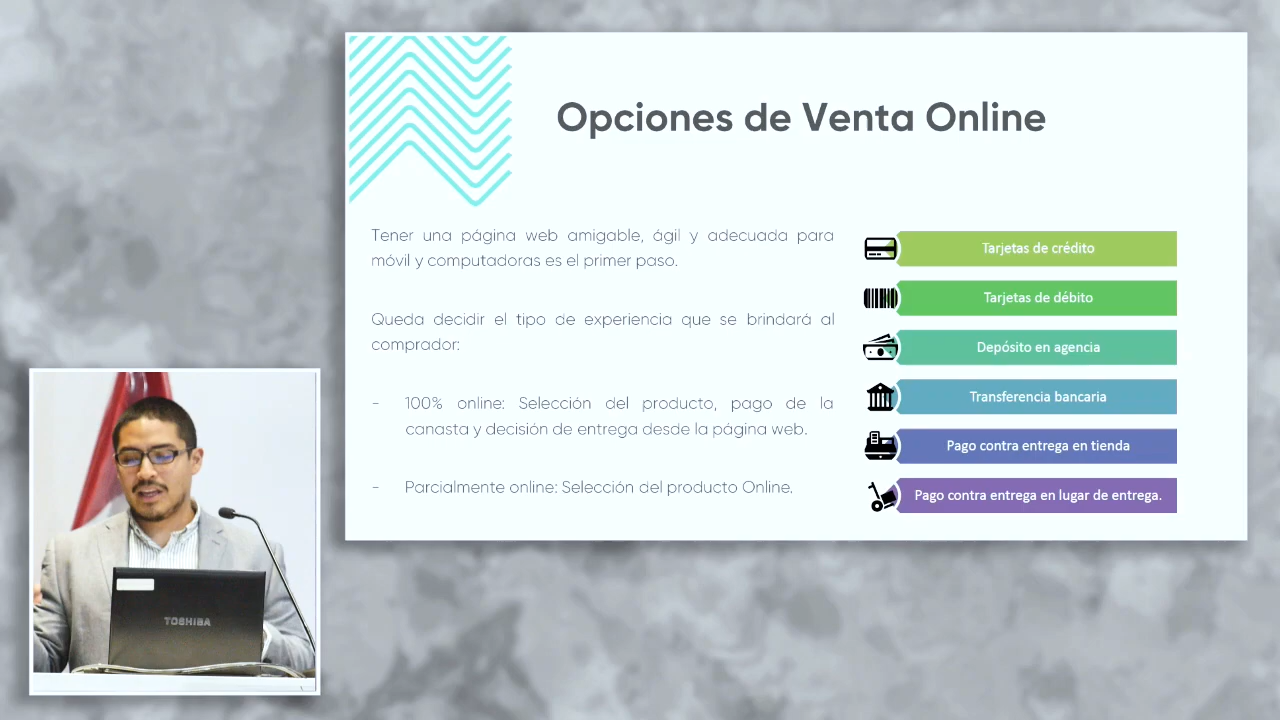 Opciones de Venta Online
Tener una página web amigable, ágil y adecuada para
móvil y computadoras es el primer paso.
Queda decidir el tipo de experiencia que se brindará al
comprador:
- 100% online: Selección del producto, pago de la
canasta y decisión de entrega desde la página web.
- Parcialmente online: Selección del producto Online.
Tarjetas de crédito
Tarjetas de débito
Depósito en agencia
Transferencia bancaria
Pago contra entrega en tienda
Pago contra entrega en lugar de entrega.
TOSHIBA